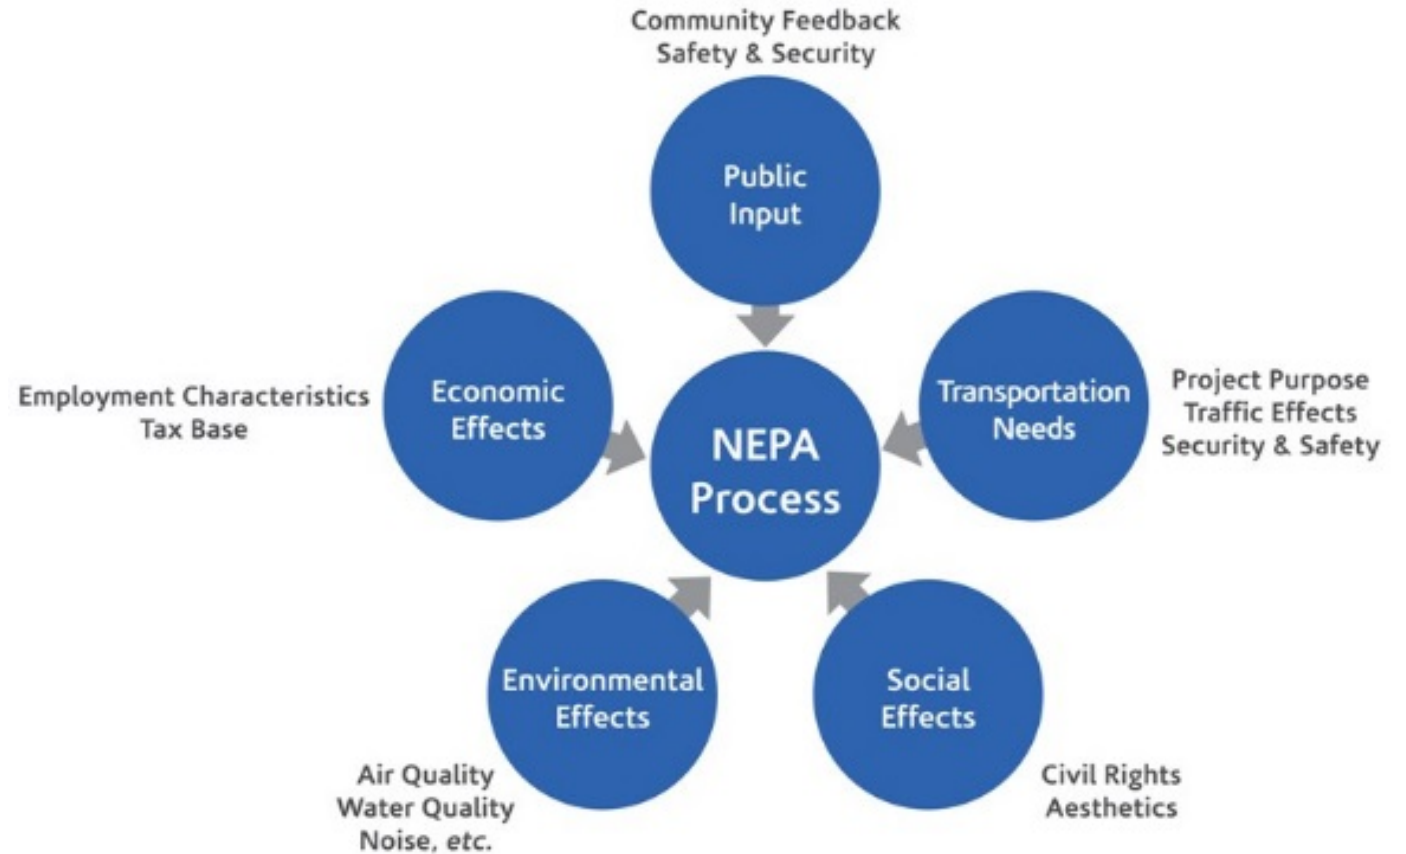 Community Feedback
Safety & Security
Public
Input
Employment Characteristics
Tax Base
Economic
Effects
NEPA
Process
Transportation
Needs
Project Purpose
Traffic Effects
Security & Safety
Environmental
Effects
Air Quality
Water Quality
Noise, etc.
Social
Effects
Civil Rights
Aesthetics